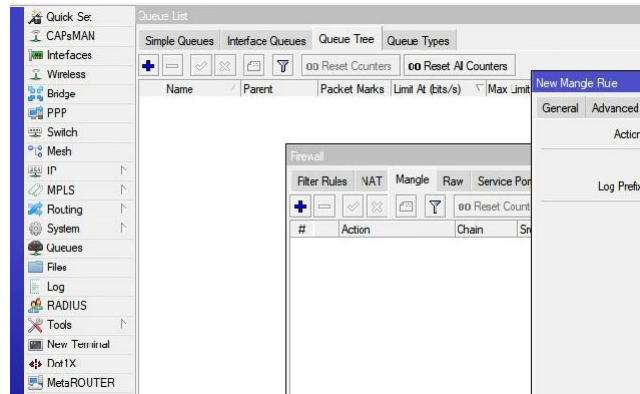 Quick Set
CAPsMAN
Interfaces
Wireless
Bridge
PPP
Switch
Mesh
IP
MPLS
Routing
System
Queues
Files
Log
RADIUS
Tools
New Terminal
Dot1X
MetaROUTER
Queue List
Simple Queues Interface Queues Queue Tree Queue Types
00 Reset Counters 00 Reset All Counters
Name Parent Packet Marks Limit At (bits/s) Max Limit
Firewall
Filter Rules NAT Mangle Raw Service Por
00 Reset Count
# Action Chain Sr
New Mangle Rule
General Advanced
Action
Log Prefix